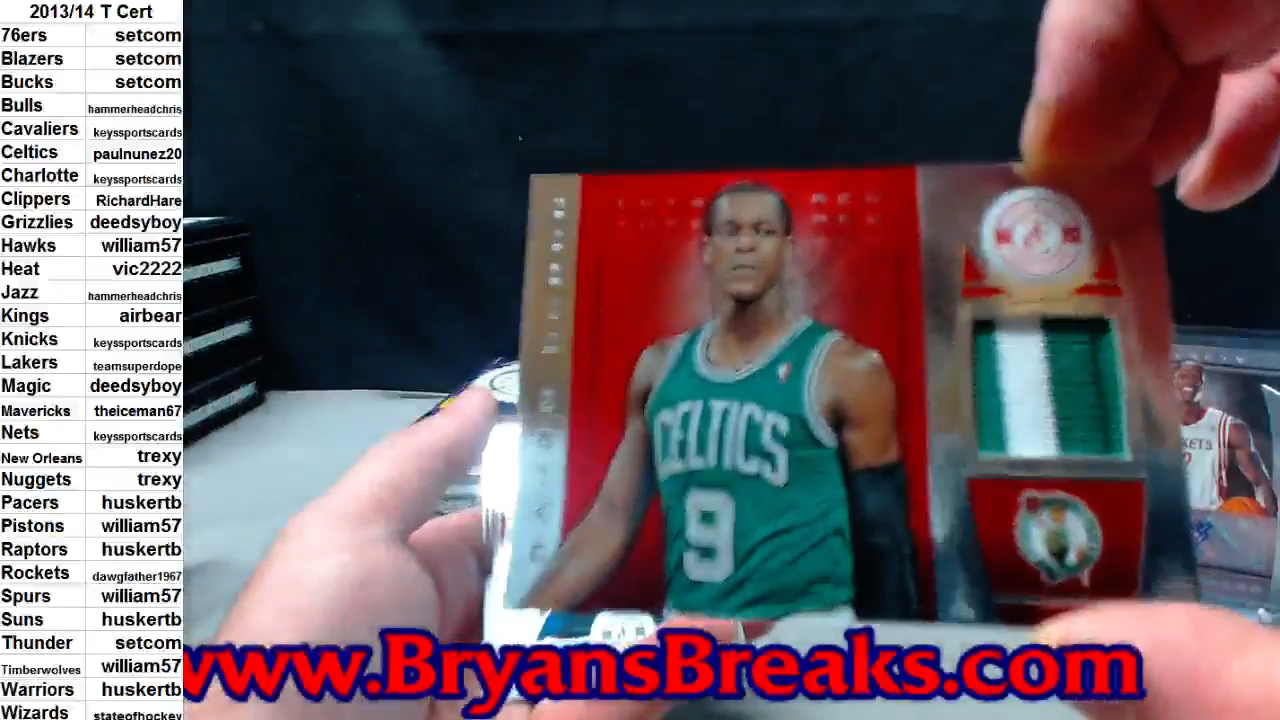 2013/14 T Cert
76ers setcom
Blazers setcom
Bucks setcom
Bulls hammerheadchris
Cavaliers keyssportscards
Celtics paulnunez20
Charlotte keyssportscards
Clippers RichardHare
Grizzlies deedsyboy
Hawks william57
Heat vic2222
Jazz hammerheadchris
Kings airbear
Knicks keyssportscards
Lakers teamsuperdope
Magic deedsyboy
Mavericks theiceman67
Nets keyssportscards
New Orleans trexy
Nuggets trexy
Pacers huskertb
Pistons william57
Raptors huskertb
Rockets dawgfather1967
Spurs william57
Suns huskertb
Thunder setcom
Timberwolves william57
Warriors huskertb
Wizards stateofhockey
CELTICS
9
www.BryansBreaks.com